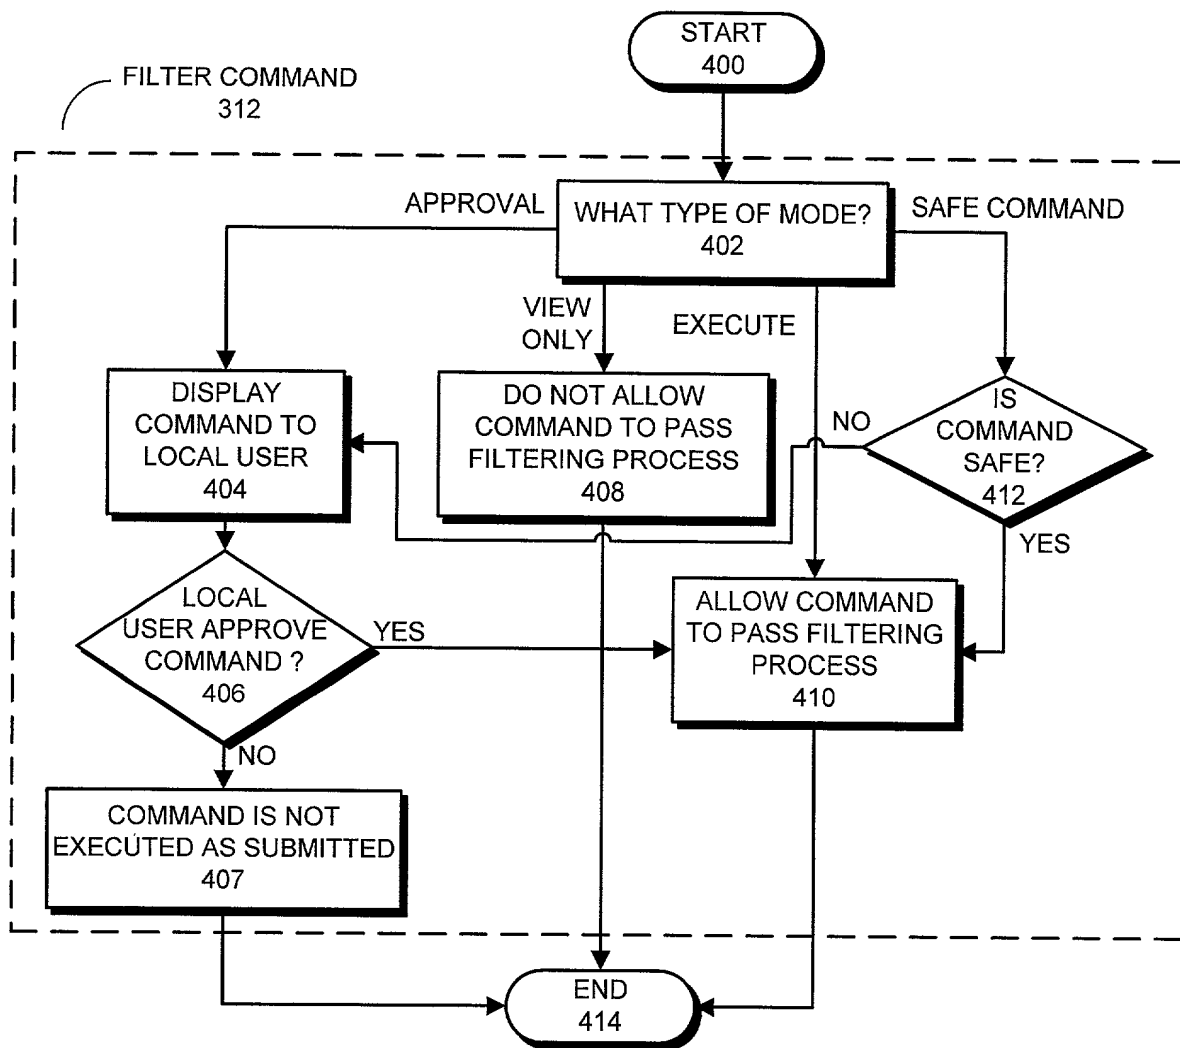 START
400
FILTER COMMAND
312
APPROVAL
WHAT TYPE OF MODE?
402
SAFE COMMAND
VIEW
ONLY
EXECUTE
DISPLAY
COMMAND TO
LOCAL USER
404
DO NOT ALLOW
COMMAND TO PASS
FILTERING PROCESS
408
NO
IS
COMMAND
SAFE?
412
YES
LOCAL
USER APPROVE
COMMAND ?
406
YES
ALLOW COMMAND
TO PASS FILTERING
PROCESS
410
NO
COMMAND IS NOT
EXECUTED AS SUBMITTED
407
END
414